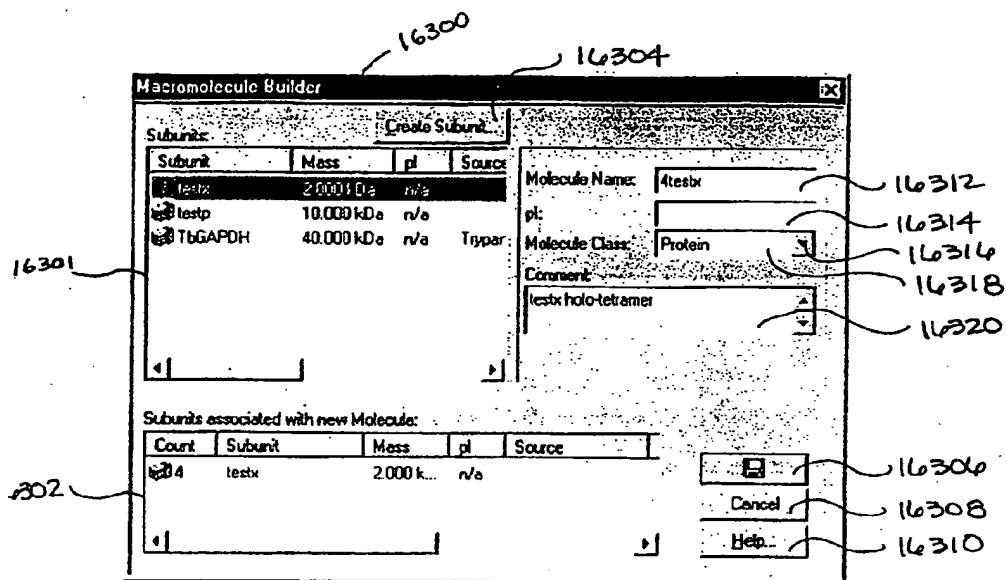 16300
16304
Macromolecule Builder
Create Subunit...
Subunits:
Subunit Mass pI Source
testx 2.000 kDa n/a
testp 10.000 kDa n/a
TbGAPDH 40.000 kDa n/a Trypar
16301
Molecule Name: 4testx
16312
pI:
16314
Molecule Class: Protein
16316
16318
Comment:
testx holo-tetramer
16320
Subunits associated with new Molecule:
Count Subunit Mass pI Source
4 testx 2.000 k... n/a
6302
16306
Cancel
16308
Help...
16310